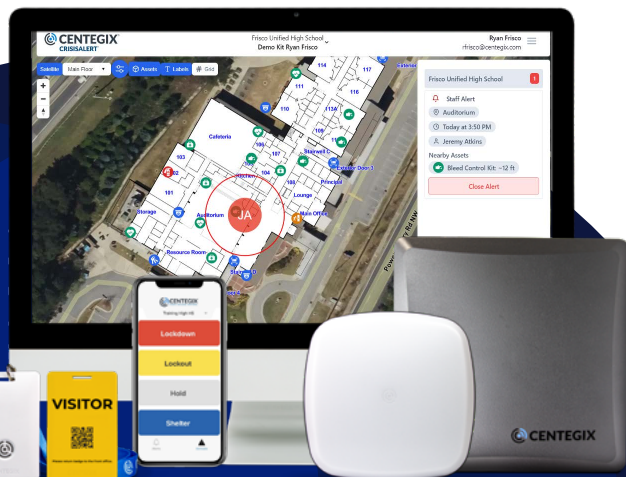 CENTEGIX
CRISISALERT
Frisco Unified High School
Demo Kit Ryan Frisco
Ryan Frisco
rfrisco@centegix.com
Satellite
Main Floor
Assets
Labels
# Grid
+
−
114
117
111
116
110
113A
109
Cafeteria
106
107
Stairwell C
Exterior Door 3
103
102
Kitchen
104
108
Principal
101
Lounge
Storage
Auditorium
JA
Main Office
Resource Room
Frisco Unified High School
1
Staff Alert
Auditorium
Today at 3:50 PM
Jeremy Atkins
Nearby Assets
Bleed Control Kit: ~12 ft
Close Alert
CENTEGIX
Training High HS
Lockdown
Lockout
Hold
Shelter
VISITOR
CENTEGIX